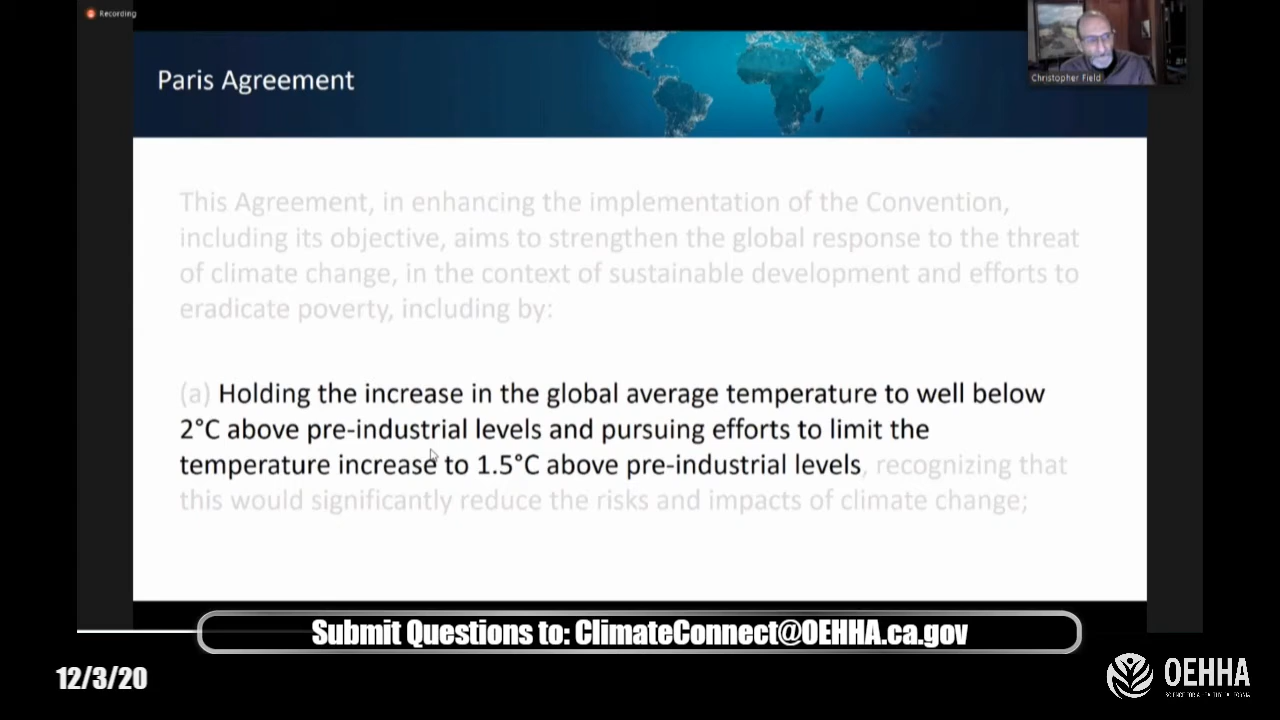 Recording
Paris Agreement
Christopher Field
This Agreement, in enhancing the implementation of the Convention,
including its objective, aims to strengthen the global response to the threat
of climate change, in the context of sustainable development and efforts to
eradicate poverty, including by:
(a) Holding the increase in the global average temperature to well below
2°C above pre-industrial levels and pursuing efforts to limit the
temperature increase to 1.5°C above pre-industrial levels, recognizing that
this would significantly reduce the risks and impacts of climate change;
Submit Questions to: ClimateConnect@OEHHA.ca.gov
12/3/20
OEHHA